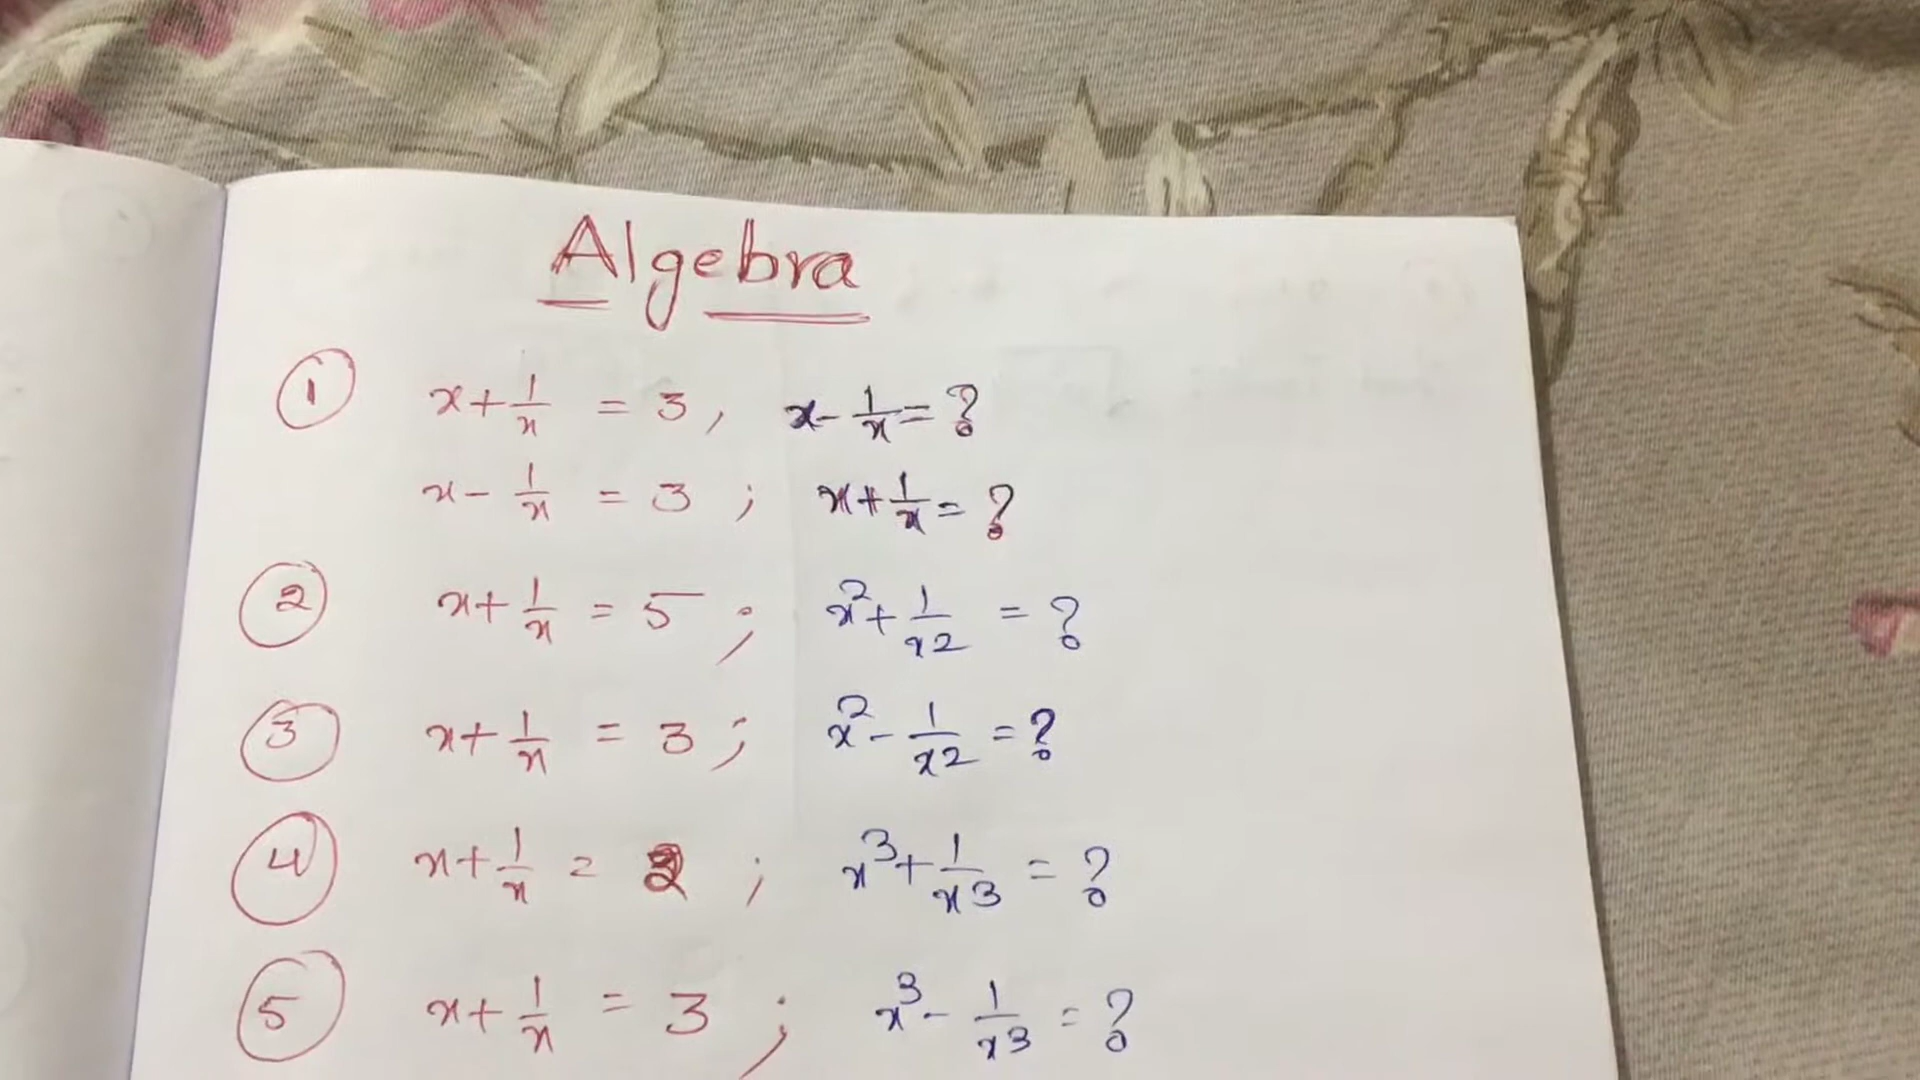 Algebra
① x + 1/x = 3, x - 1/x = ?
x - 1/x = 3 ; x + 1/x = ?
② x + 1/x = 5 ; x² + 1/x2 = ?
③ x + 1/x = 3 ; x² - 1/x2 = ?
④ x + 1/x = 2 ; x³ + 1/x3 = ?
⑤ x + 1/x = 3 ; x³ - 1/x3 = ?